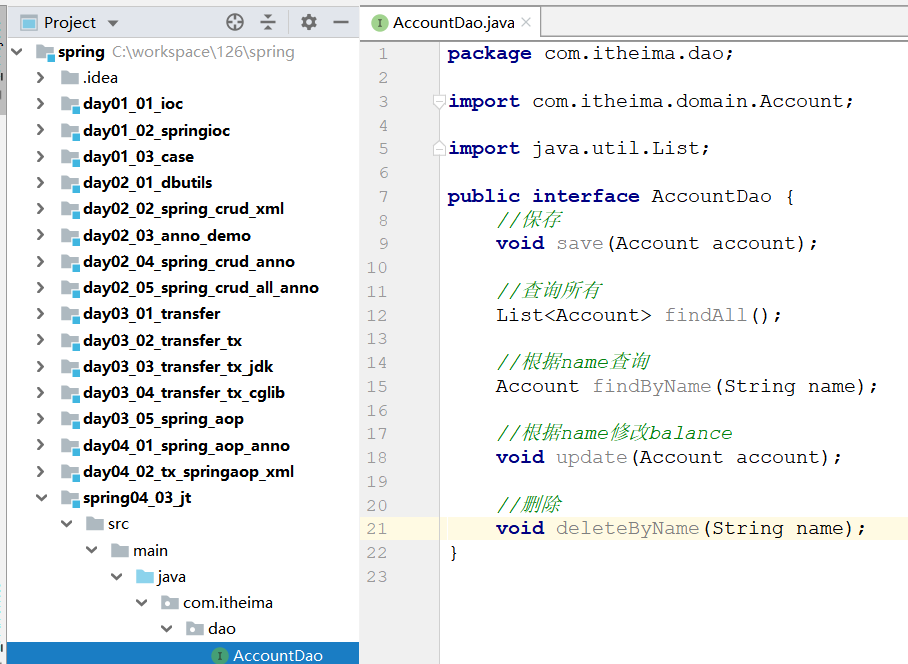 Project
spring C:\workspace\126\spring
.idea
day01_01_ioc
day01_02_springioc
day01_03_case
day02_01_dbutils
day02_02_spring_crud_xml
day02_03_anno_demo
day02_04_spring_crud_anno
day02_05_spring_crud_all_anno
day03_01_transfer
day03_02_transfer_tx
day03_03_transfer_tx_jdk
day03_04_transfer_tx_cglib
day03_05_spring_aop
day04_01_spring_aop_anno
day04_02_tx_springaop_xml
spring04_03_jt
src
main
java
com.itheima
dao
I AccountDao
I AccountDao.java
1 package com.itheima.dao;
2
3 import com.itheima.domain.Account;
4
5 import java.util.List;
6
7 public interface AccountDao {
8 //保存
9 void save(Account account);
10
11 //查询所有
12 List<Account> findAll();
13
14 //根据name查询
15 Account findByName(String name);
16
17 //根据name修改balance
18 void update(Account account);
19
20 //删除
21 void deleteByName(String name);
22 }
23